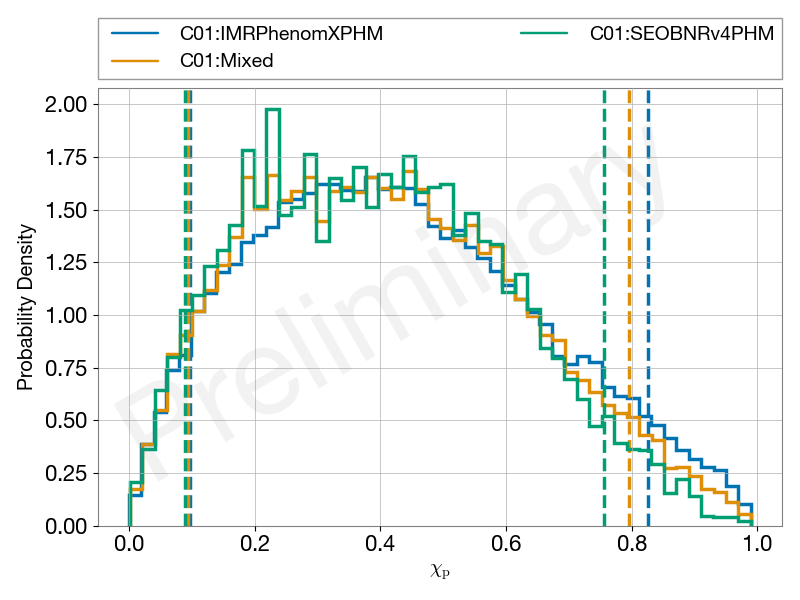 C01:IMRPhenomXPHM
C01:Mixed
C01:SEOBNRv4PHM
2.00
1.75
1.50
1.25
1.00
0.75
0.50
0.25
0.00
Probability Density
Preliminary
0.0 0.2 0.4 0.6 0.8 1.0
χp